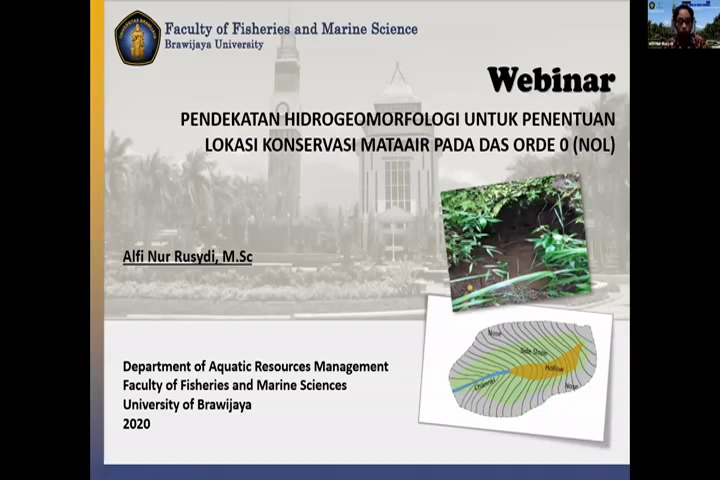 Faculty of Fisheries and Marine Science
Brawijaya University
Webinar
PENDEKATAN HIDROGEOMORFOLOGI UNTUK PENENTUAN
LOKASI KONSERVASI MATAAIR PADA DAS ORDE 0 (NOL)
Alfi Nur Rusydi, M.Sc
Nose
Side Slope
Hollow
Channel
Nose
Department of Aquatic Resources Management
Faculty of Fisheries and Marine Sciences
University of Brawijaya
2020